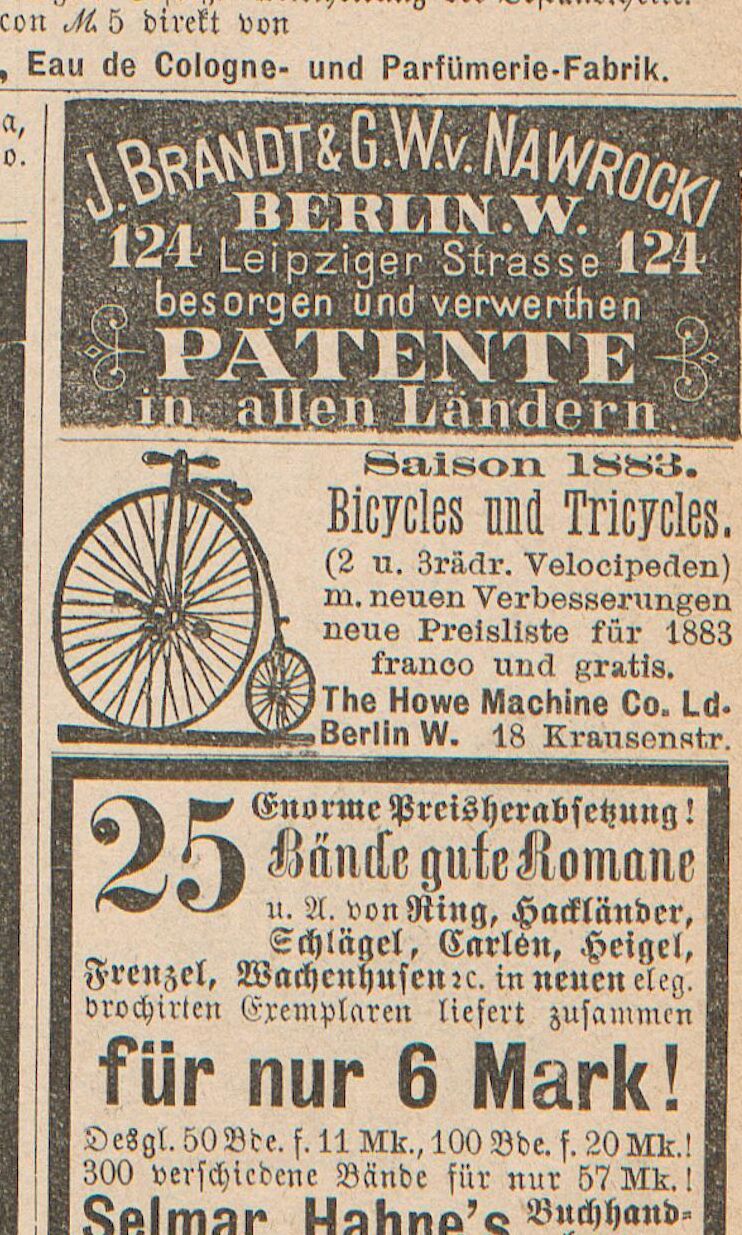 con M. 5 direkt von
, Eau de Cologne- und Parfümerie-Fabrik.
a,
o.
J. BRANDT & G. W. v. NAWROCKI
BERLIN. W.
124 Leipziger Strasse 124
besorgen und verwerthen
PATENTE
in allen Ländern.
Saison 1883.
Bicycles und Tricycles.
(2 u. 3rädr. Velocipeden)
m. neuen Verbesserungen
neue Preisliste für 1883
franco und gratis.
The Howe Machine Co. Ld.
Berlin W. 18 Krausenstr.
Enorme Preisherabsetzung!
25 Bände gute Romane
u. A. von Ring, Hackländer,
Schlägel, Carlén, Heigel,
Frenzel, Wachenhusen ꝛc. in neuen eleg.
brochirten Exemplaren liefert zusammen
für nur 6 Mark!
Desgl. 50 Bde. f. 11 Mk., 100 Bde. f. 20 Mk.!
300 verschiedene Bände für nur 57 Mk.!
Selmar Hahne's Buchhand-